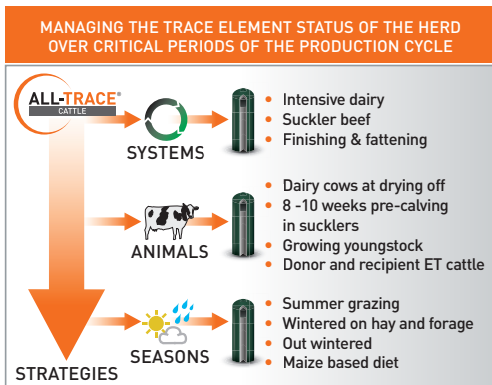 MANAGING THE TRACE ELEMENT STATUS OF THE HERD
OVER CRITICAL PERIODS OF THE PRODUCTION CYCLE
ALL-TRACE®
CATTLE
SYSTEMS
• Intensive dairy
• Suckler beef
• Finishing & fattening
ANIMALS
• Dairy cows at drying off
• 8 -10 weeks pre-calving
in sucklers
• Growing youngstock
• Donor and recipient ET cattle
SEASONS
• Summer grazing
• Wintered on hay and forage
• Out wintered
• Maize based diet
STRATEGIES